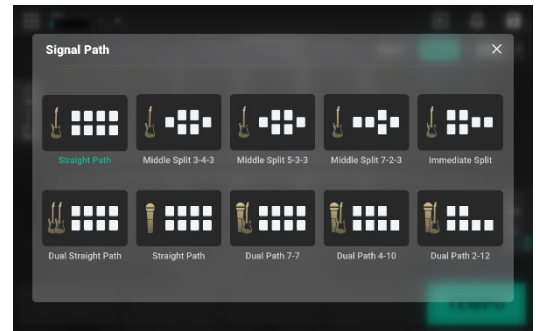 Signal Path
Straight Path
Middle Split 3-4-3
Middle Split 5-3-3
Middle Split 7-2-3
Immediate Split
Dual Straight Path
Straight Path
Dual Path 7-7
Dual Path 4-10
Dual Path 2-12